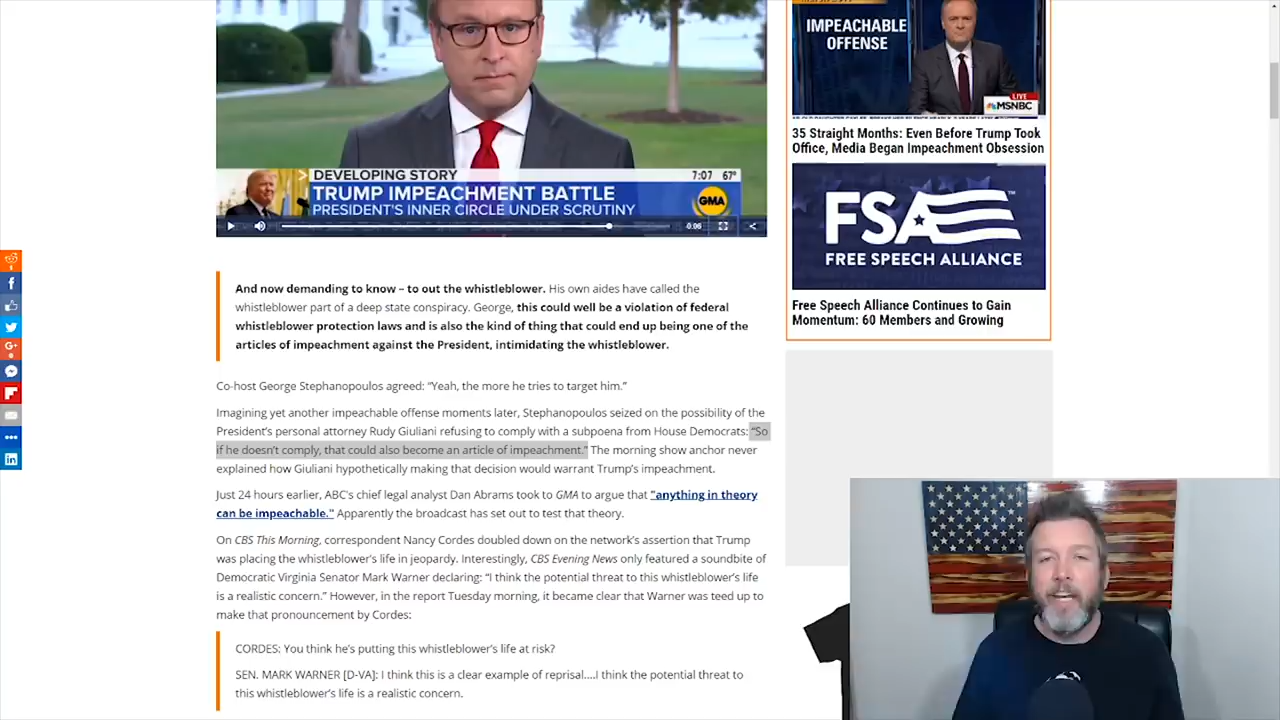 DEVELOPING STORY
7:07 67°
TRUMP IMPEACHMENT BATTLE
GMA
PRESIDENT'S INNER CIRCLE UNDER SCRUTINY
-0:06
And now demanding to know – to out the whistleblower. His own aides have called the
whistleblower part of a deep state conspiracy. George, this could well be a violation of federal
whistleblower protection laws and is also the kind of thing that could end up being one of the
articles of impeachment against the President, intimidating the whistleblower.
Co-host George Stephanopoulos agreed: “Yeah, the more he tries to target him.”
Imagining yet another impeachable offense moments later, Stephanopoulos seized on the possibility of the
President’s personal attorney Rudy Giuliani refusing to comply with a subpoena from House Democrats: “So
if he doesn’t comply, that could also become an article of impeachment.” The morning show anchor never
explained how Giuliani hypothetically making that decision would warrant Trump’s impeachment.
Just 24 hours earlier, ABC’s chief legal analyst Dan Abrams took to GMA to argue that "anything in theory
can be impeachable." Apparently the broadcast has set out to test that theory.
On CBS This Morning, correspondent Nancy Cordes doubled down on the network’s assertion that Trump
was placing the whistleblower’s life in jeopardy. Interestingly, CBS Evening News only featured a soundbite of
Democratic Virginia Senator Mark Warner declaring: “I think the potential threat to this whistleblower’s life
is a realistic concern.” However, in the report Tuesday morning, it became clear that Warner was teed up to
make that pronouncement by Cordes:
CORDES: You think he’s putting this whistleblower’s life at risk?
SEN. MARK WARNER [D-VA]: I think this is a clear example of reprisal....I think the potential threat to
this whistleblower’s life is a realistic concern.
IMPEACHABLE
OFFENSE
LIVE
MSNBC
35 Straight Months: Even Before Trump Took
Office, Media Began Impeachment Obsession
FSA™
FREE SPEECH ALLIANCE
Free Speech Alliance Continues to Gain
Momentum: 60 Members and Growing